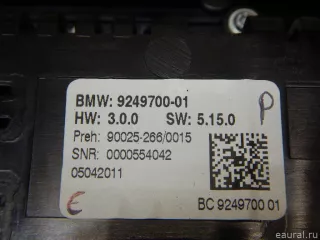 BMW: 9249700-01
HW: 3.0.0 SW: 5.15.0
P
Preh: 90025-266/0015
SNR: 0000554042
05042011
E
BC 9249700 01
eaural.ru